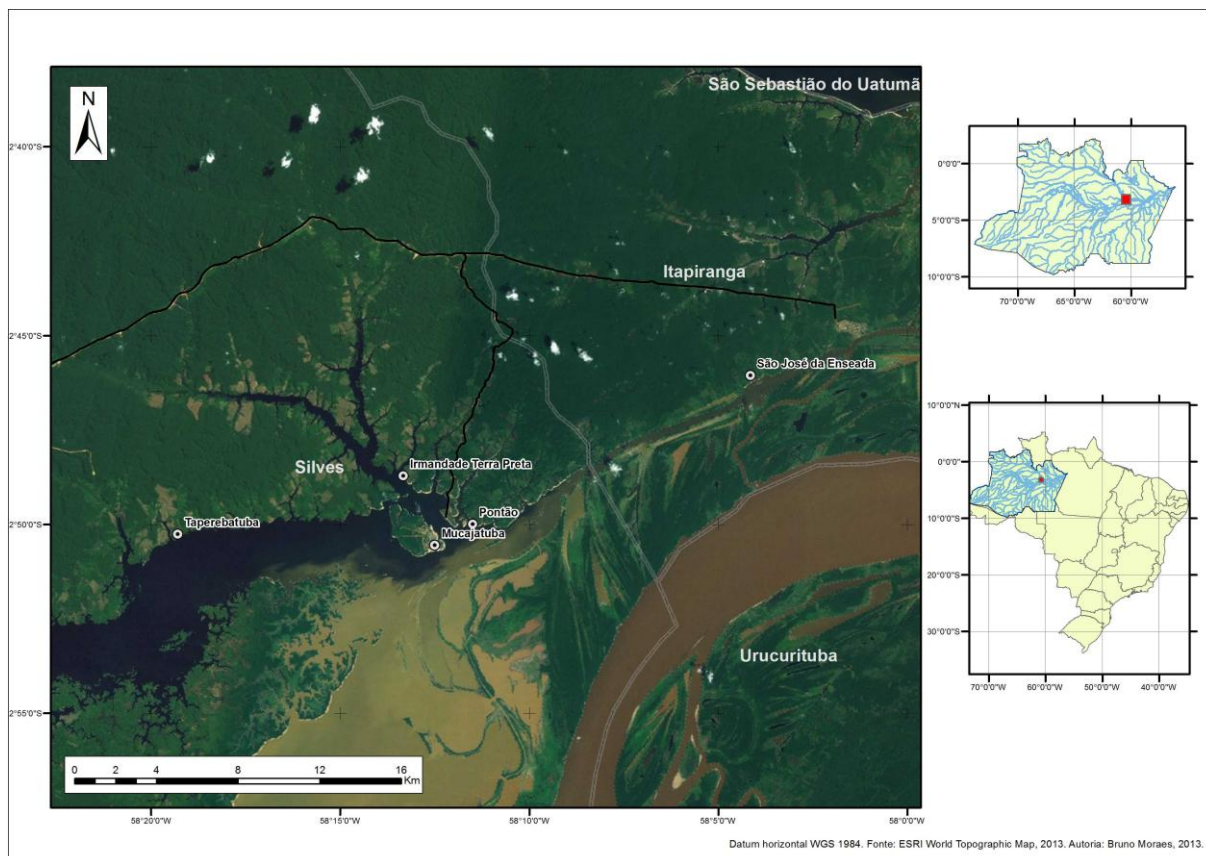 São Sebastião do Uatumã
N
2°40'0"S
Itapiranga
2°45'0"S
São José da Enseada
Silves
Irmandade Terra Preta
Pontão
Taperebatuba
2°50'0"S
Mucajatuba
Urucurituba
2°55'0"S
0 2 4 8 12 16
Km
58°20'0"W 58°15'0"W 58°10'0"W 58°5'0"W 58°0'0"W
0°0'0"
5°0'0"S
10°0'0"S
70°0'0"W 65°0'0"W 60°0'0"W
10°0'0"N
0°0'0"
10°0'0"S
20°0'0"S
30°0'0"S
70°0'0"W 60°0'0"W 50°0'0"W 40°0'0"W
Datum horizontal WGS 1984. Fonte: ESRI World Topographic Map, 2013. Autoria: Bruno Moraes, 2013.